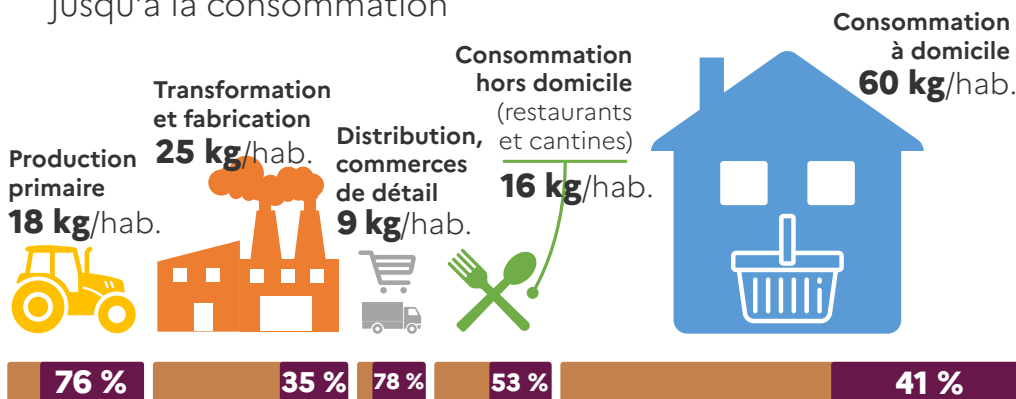 jusqu'à la consommation
Production
primaire
18 kg/hab.
Transformation
et fabrication
25 kg/hab.
Distribution,
commerces
de détail
9 kg/hab.
Consommation
hors domicile
(restaurants
et cantines)
16 kg/hab.
Consommation
à domicile
60 kg/hab.
76 %
35 %
78 %
53 %
41 %